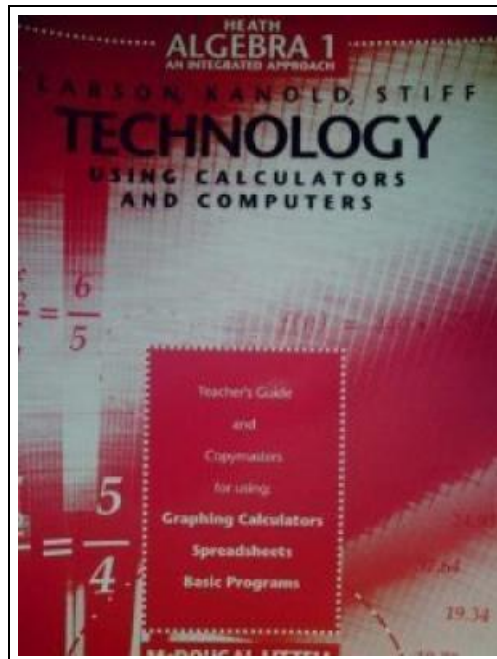 HEATH
ALGEBRA 1
AN INTEGRATED APPROACH
LARSON, KANOLD, STIFF
TECHNOLOGY
USING CALCULATORS
AND COMPUTERS
= 6
5
Teacher's Guide
and
Copymasters
for using:
Graphing Calculators
Spreadsheets
Basic Programs
= 5
4
19.34
McDOUGAL LITTELL